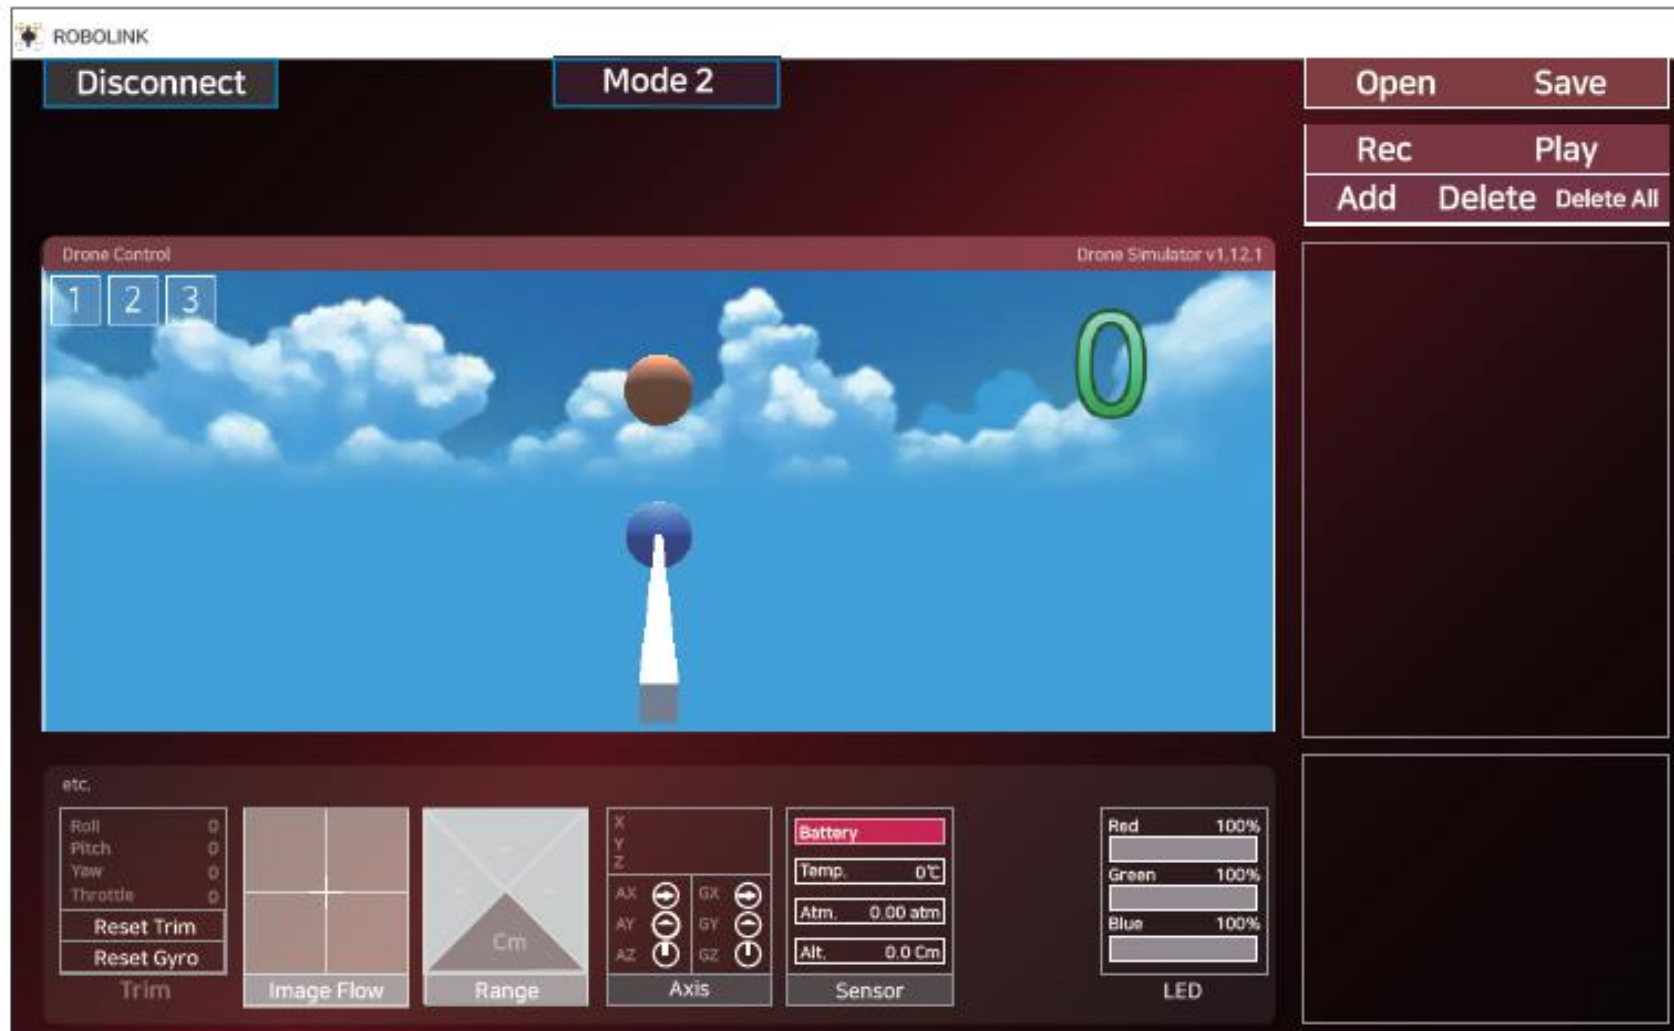 ROBOLINK
Disconnect
Mode 2
Open Save
Rec Play
Add Delete Delete All
Drone Control
Drone Simulator v1.12.1
1 2 3
0
etc.
Roll 0
Pitch 0
Yaw 0
Throttle 0
Reset Trim
Reset Gyro
Trim
Image Flow
Cm
Range
X
Y
Z
AX GX
AY GY
AZ GZ
Axis
Battery
Temp. 0℃
Atm. 0.00 atm
Alt. 0.0 Cm
Sensor
Red 100%
Green 100%
Blue 100%
LED